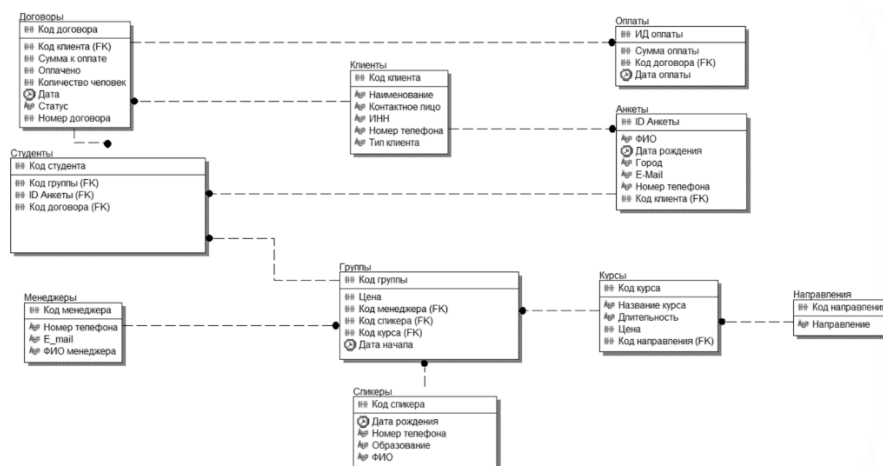 Договоры
Код договора
Код клиента (FK)
Сумма к оплате
Оплачено
Количество человек
Дата
Статус
Номер договора
Оплаты
ИД оплаты
Сумма оплаты
Код договора (FK)
Дата оплаты
Клиенты
Код клиента
Наименование
Контактное лицо
ИНН
Номер телефона
Тип клиента
Анкеты
ID Анкеты
ФИО
Дата рождения
Город
E-Mail
Номер телефона
Код клиента (FK)
Студенты
Код студента
Код группы (FK)
ID Анкеты (FK)
Код договора (FK)
Группы
Код группы
Цена
Код менеджера (FK)
Код спикера (FK)
Код курса (FK)
Дата начала
Курсы
Код курса
Название курса
Длительность
Цена
Код направления (FK)
Направления
Код направления
Направление
Менеджеры
Код менеджера
Номер телефона
E_mail
ФИО менеджера
Спикеры
Код спикера
Дата рождения
Номер телефона
Образование
ФИО